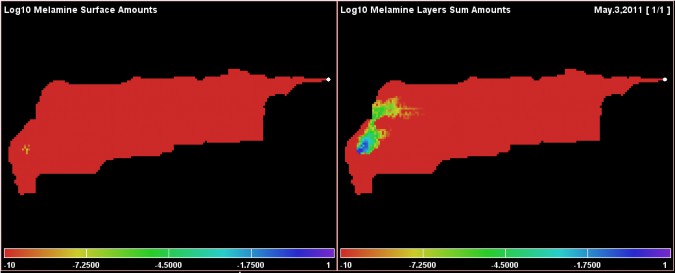 Log10 Melamine Surface Amounts
Log10 Melamine Layers Sum Amounts May.3,2011 [ 1/1 ]
-10 -7.2500 -4.5000 -1.7500 1
-10 -7.2500 -4.5000 -1.7500 1